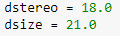 dstereo = 18.0
dsize = 21.0